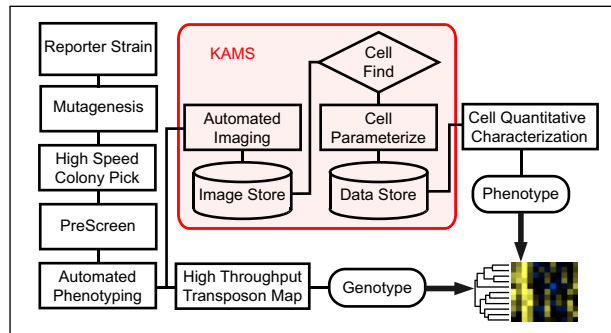 Reporter Strain
Mutagenesis
High Speed
Colony Pick
PreScreen
Automated
Phenotyping
KAMS
Automated
Imaging
Image Store
Cell
Find
Cell
Parameterize
Data Store
Cell Quantitative
Characterization
Phenotype
High Throughput
Transposon Map
Genotype